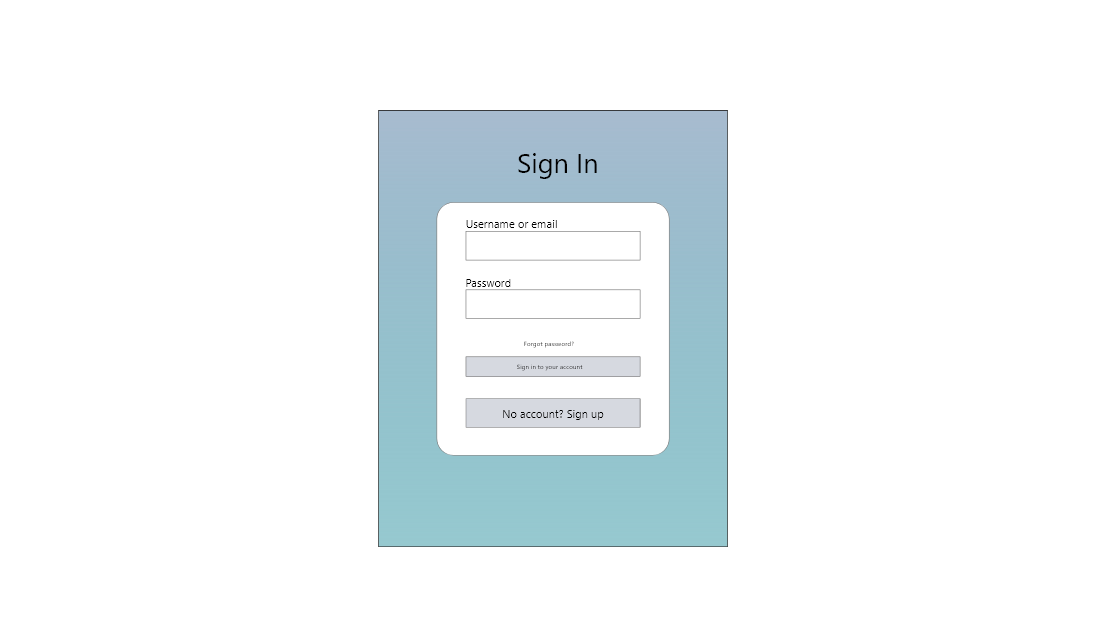 Sign In
Username or email
Password
Forgot password?
Sign in to your account
No account? Sign up